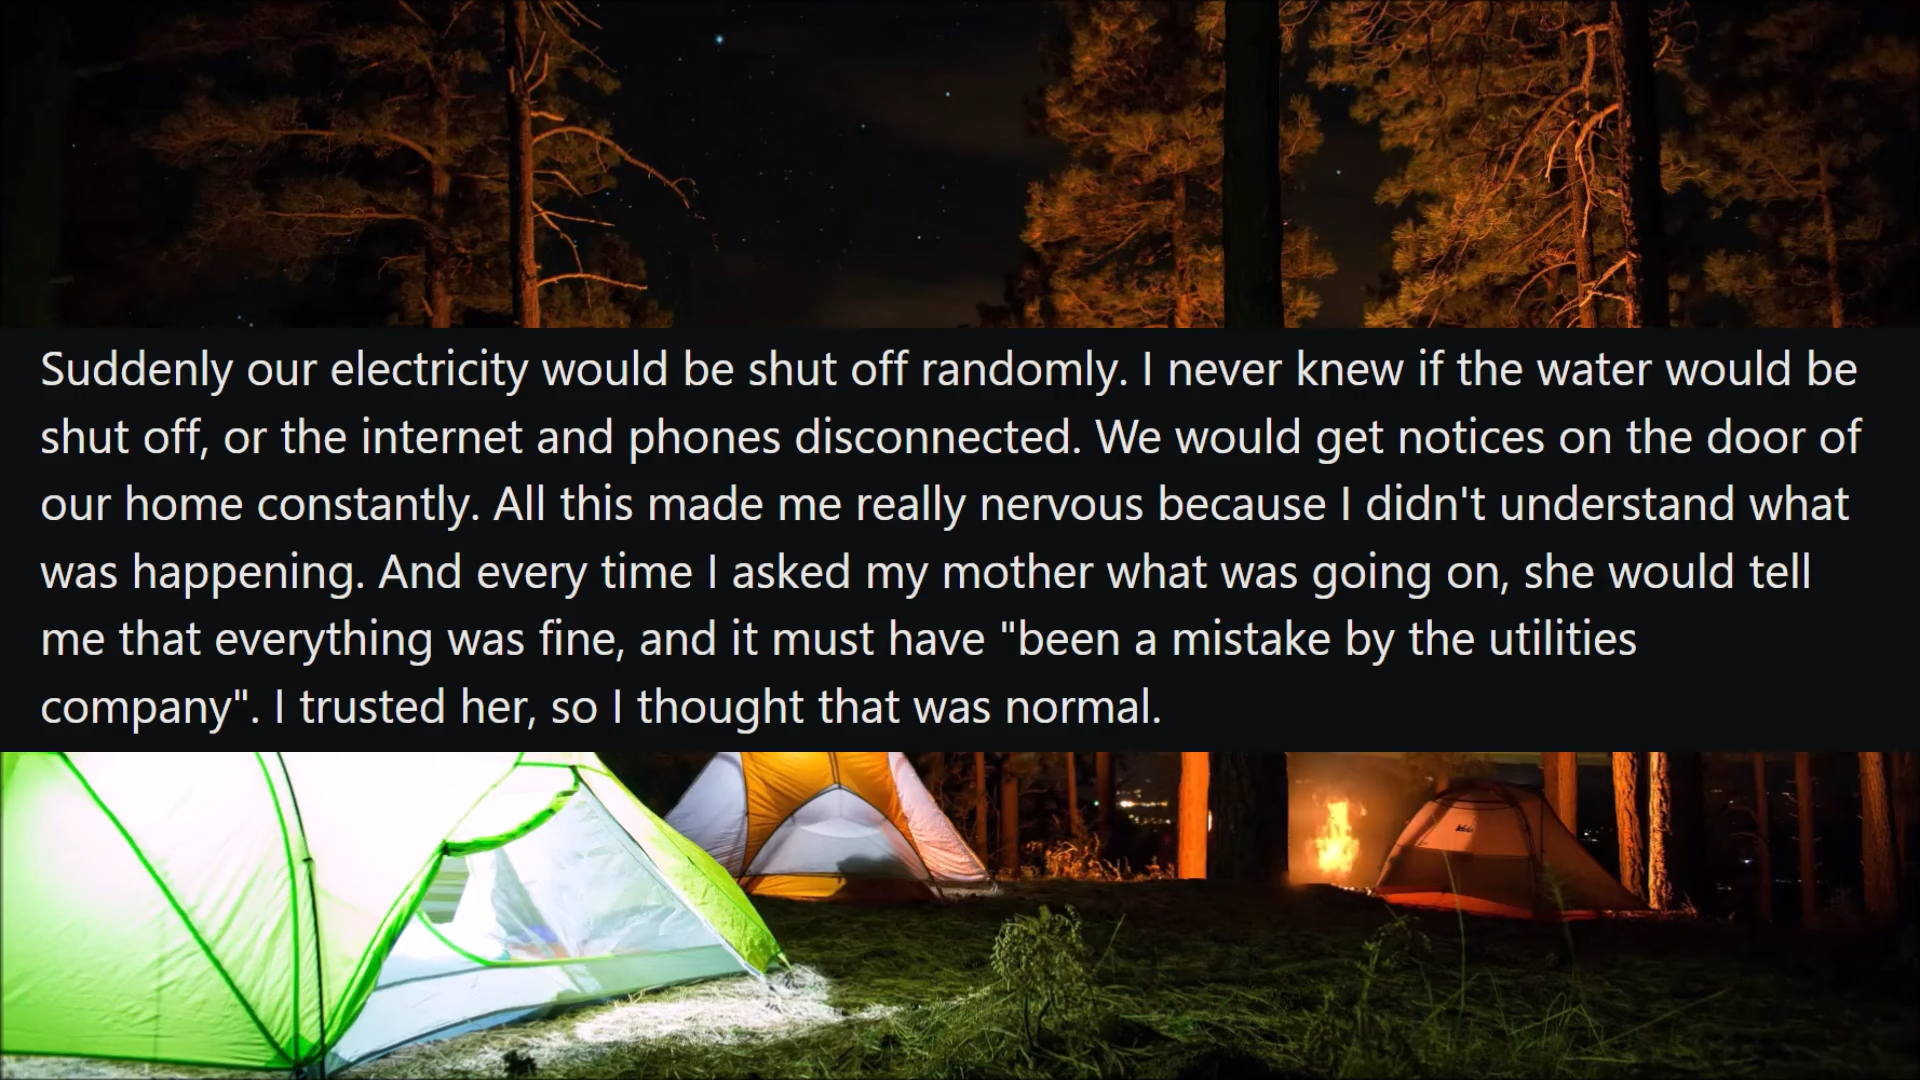 Suddenly our electricity would be shut off randomly. I never knew if the water would be
shut off, or the internet and phones disconnected. We would get notices on the door of
our home constantly. All this made me really nervous because I didn't understand what
was happening. And every time I asked my mother what was going on, she would tell
me that everything was fine, and it must have "been a mistake by the utilities
company". I trusted her, so I thought that was normal.